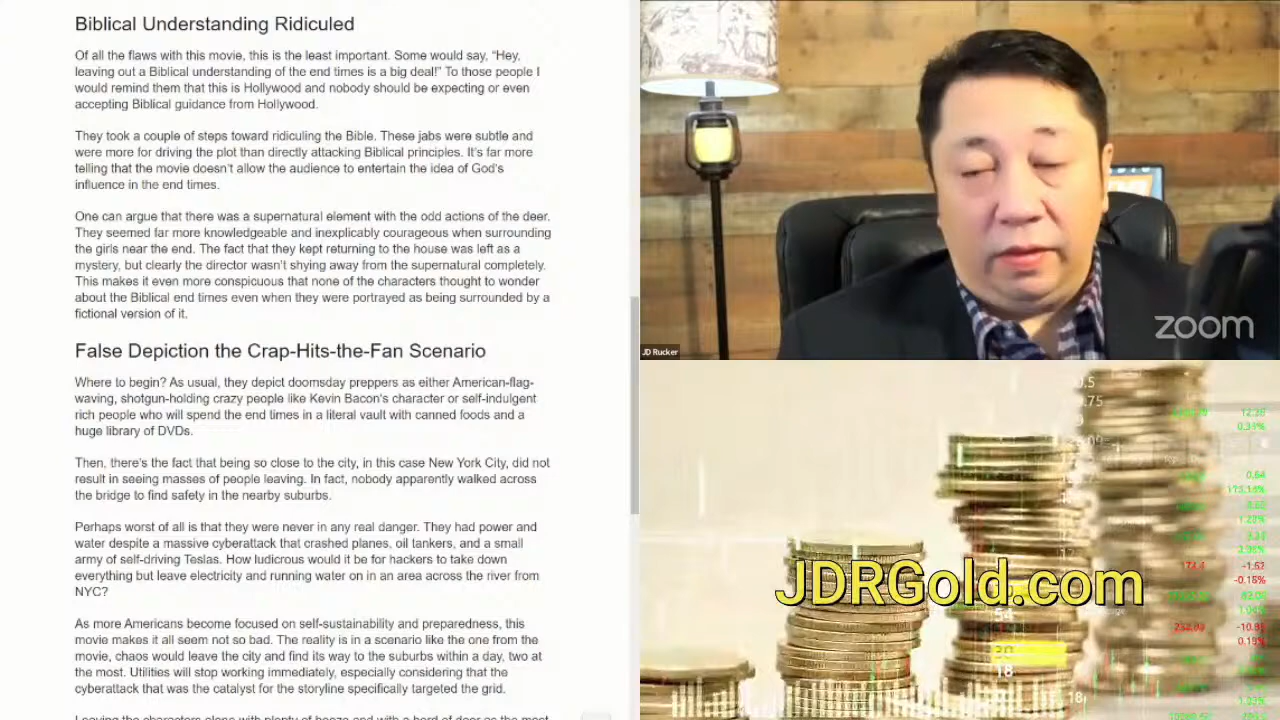 Biblical Understanding Ridiculed
Of all the flaws with this movie, this is the least important. Some would say, “Hey,
leaving out a Biblical understanding of the end times is a big deal!” To those people I
would remind them that this is Hollywood and nobody should be expecting or even
accepting Biblical guidance from Hollywood.
They took a couple of steps toward ridiculing the Bible. These jabs were subtle and
were more for driving the plot than directly attacking Biblical principles. It’s far more
telling that the movie doesn’t allow the audience to entertain the idea of God’s
influence in the end times.
One can argue that there was a supernatural element with the odd actions of the deer.
They seemed far more knowledgeable and inexplicably courageous when surrounding
the girls near the end. The fact that they kept returning to the house was left as a
mystery, but clearly the director wasn’t shying away from the supernatural completely.
This makes it even more conspicuous that none of the characters thought to wonder
about the Biblical end times even when they were portrayed as being surrounded by a
fictional version of it.
False Depiction the Crap-Hits-the-Fan Scenario
Where to begin? As usual, they depict doomsday preppers as either American-flag-
waving, shotgun-holding crazy people like Kevin Bacon’s character or self-indulgent
rich people who will spend the end times in a literal vault with canned foods and a
huge library of DVDs.
Then, there’s the fact that being so close to the city, in this case New York City, did not
result in seeing masses of people leaving. In fact, nobody apparently walked across
the bridge to find safety in the nearby suburbs.
Perhaps worst of all is that they were never in any real danger. They had power and
water despite a massive cyberattack that crashed planes, oil tankers, and a small
army of self-driving Teslas. How ludicrous would it be for hackers to take down
everything but leave electricity and running water on in an area across the river from
NYC?
As more Americans become focused on self-sustainability and preparedness, this
movie makes it all seem not so bad. The reality is in a scenario like the one from the
movie, chaos would leave the city and find its way to the suburbs within a day, two at
the most. Utilities will stop working immediately, especially considering that the
cyberattack that was the catalyst for the storyline specifically targeted the grid.
zoom
JD Rucker
JDRGold.com
12.38
0.64
-1.52
-0.15%
30
18